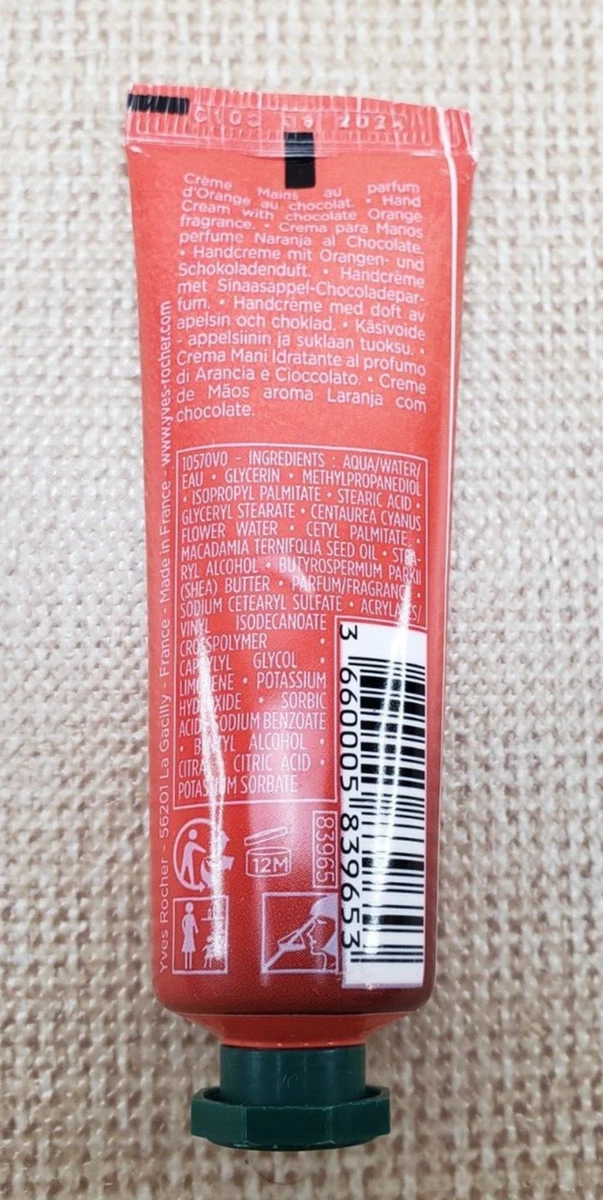 2022
Crème Mains au parfum
d'Orange au chocolat. • Hand
Cream with chocolate Orange
fragrance. • Crema para Manos
perfume Naranja al Chocolate.
• Handcreme mit Orangen- und
Schokoladenduft. • Handcrème
met Sinaasappel-Chocoladepar-
fum. • Handcrème med doft av
apelsin och choklad. • Käsivoide
- appelsiinin ja suklaan tuoksu. •
Crema Mani Idratante al profumo
di Arancia e Cioccolato. • Creme
de Mãos aroma Laranja com
chocolate.
10570V0 - INGREDIENTS : AQUA/WATER/
EAU • GLYCERIN • METHYLPROPANEDIOL
• ISOPROPYL PALMITATE • STEARIC ACID •
GLYCERYL STEARATE • CENTAUREA CYANUS
FLOWER WATER • CETYL PALMITATE •
MACADAMIA TERNIFOLIA SEED OIL • STEA-
RYL ALCOHOL • BUTYROSPERMUM PARKII
(SHEA) BUTTER • PARFUM/FRAGRANCE •
SODIUM CETEARYL SULFATE • ACRYLATES/
VINYL ISODECANOATE
CROSSPOLYMER •
CAPRYLYL GLYCOL •
LIMONENE • POTASSIUM
HYDROXIDE • SORBIC
ACID • SODIUM BENZOATE
• BENZYL ALCOHOL •
CITRAL • CITRIC ACID •
POTASSIUM SORBATE
Yves Rocher - 56201 La Gacilly - France - Made in France - www.yves-rocher.com
12M
83965
3 660005 839653